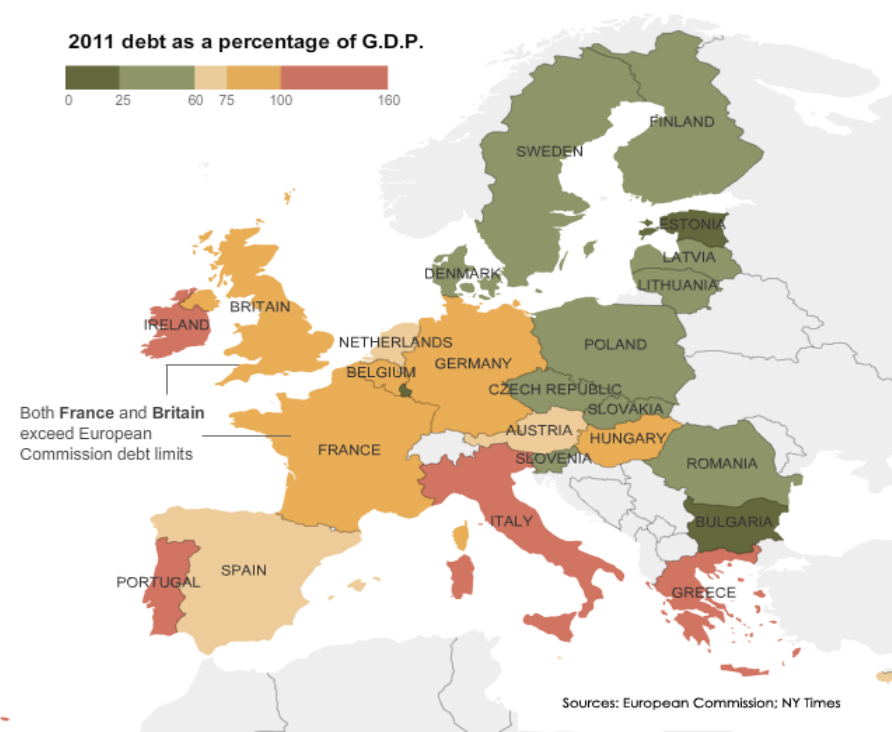 2011 debt as a percentage of G.D.P.
0 25 60 75 100 160
FINLAND
SWEDEN
ESTONIA
LATVIA
DENMARK
LITHUANIA
BRITAIN
IRELAND
NETHERLANDS
POLAND
GERMANY
BELGIUM
CZECH REPUBLIC
SLOVAKIA
Both France and Britain
exceed European
Commission debt limits
AUSTRIA
HUNGARY
FRANCE
SLOVENIA
ROMANIA
ITALY
BULGARIA
SPAIN
PORTUGAL
GREECE
Sources: European Commission; NY Times